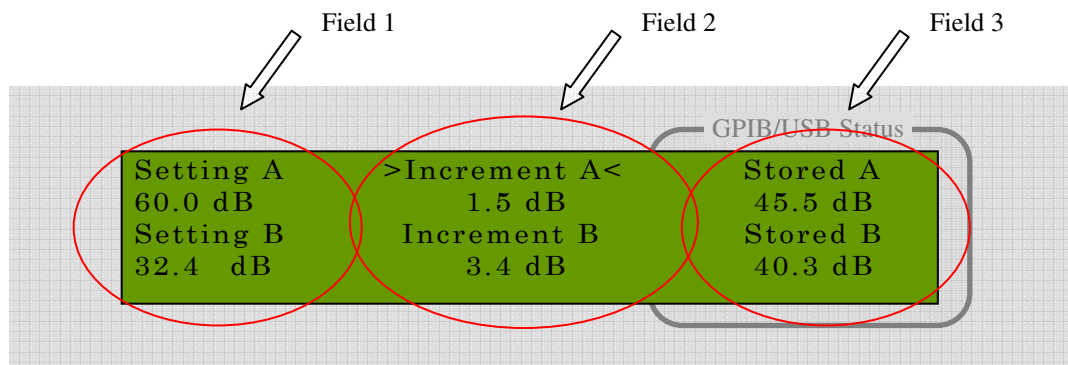 Field 1 Field 2 Field 3
GPIB/USB Status
Setting A >Increment A< Stored A
60.0 dB 1.5 dB 45.5 dB
Setting B Increment B Stored B
32.4 dB 3.4 dB 40.3 dB